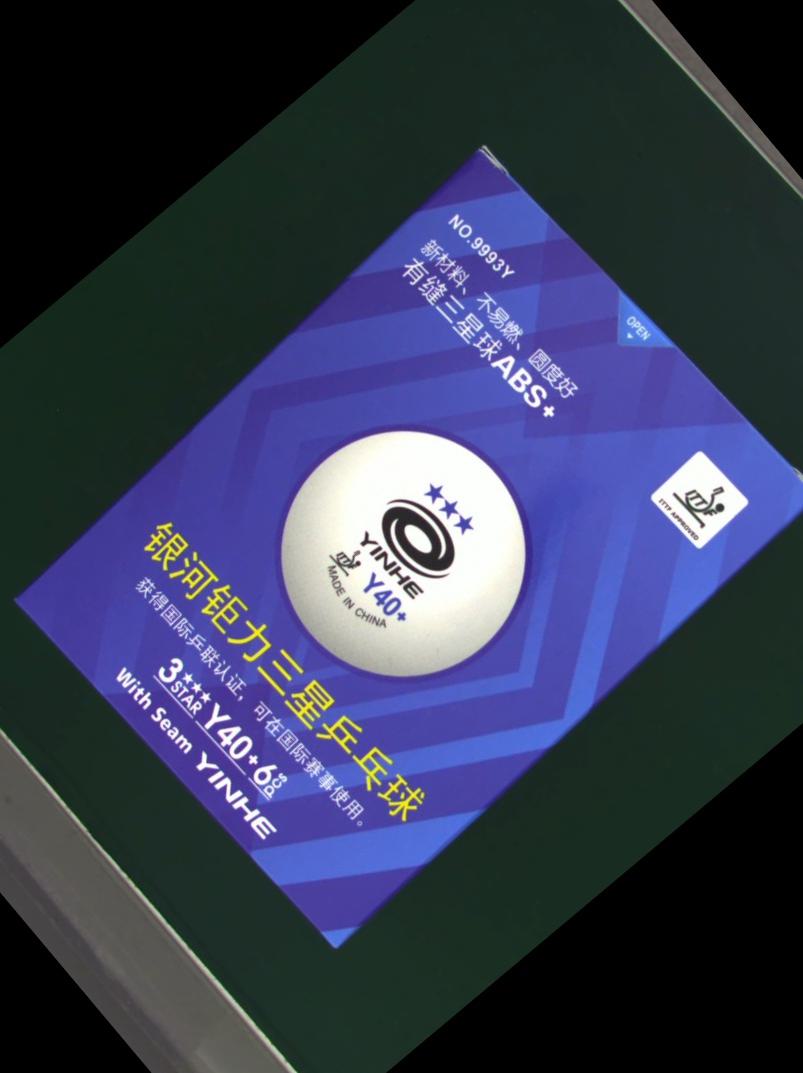 NO.9993Y
新材料、不易燃、圆度好
有缝三星球ABS+
OPEN
ITTF
ITTF APPROVED
YINHE
ITTF
Y40+
MADE IN CHINA
银河钜力三星乒乓球
获得国际乒联认证，可在国际赛事使用。
3 STAR Y40+ 6PCS
With Seam YINHE